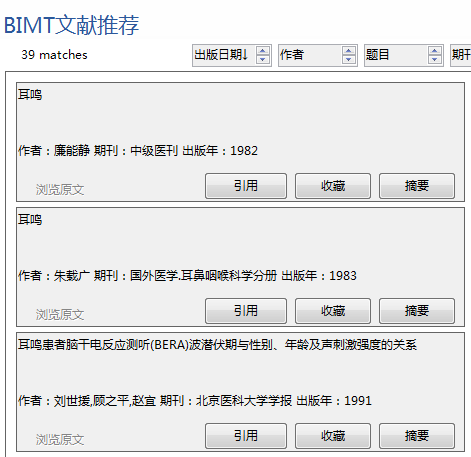 BIMT文献推荐
39 matches 出版日期↓ 作者 题目 期刊
耳鸣
作者：廉能静 期刊：中级医刊 出版年：1982
浏览原文 引用 收藏 摘要
耳鸣
作者：朱载广 期刊：国外医学.耳鼻咽喉科学分册 出版年：1983
浏览原文 引用 收藏 摘要
耳鸣患者脑干电反应测听(BERA)波潜伏期与性别、年龄及声刺激强度的关系
作者：刘世援,顾之平,赵宜 期刊：北京医科大学学报 出版年：1991
浏览原文 引用 收藏 摘要